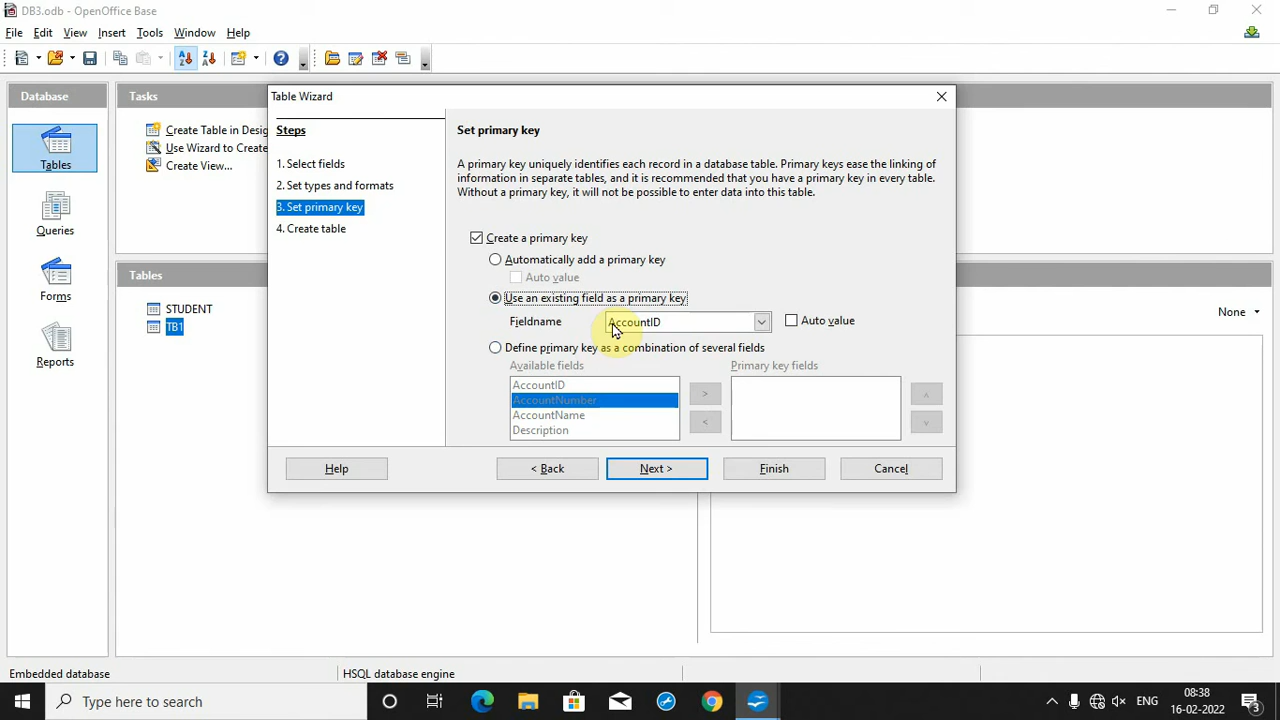 DB3.odb - OpenOffice Base
File Edit View Insert Tools Window Help
Database
Tables
Queries
Forms
Reports
Tasks
Create Table in Desig
Use Wizard to Create
Create View...
Tables
STUDENT
TB1
None
Table Wizard
Steps
1. Select fields
2. Set types and formats
3. Set primary key
4. Create table
Set primary key
A primary key uniquely identifies each record in a database table. Primary keys ease the linking of
information in separate tables, and it is recommended that you have a primary key in every table.
Without a primary key, it will not be possible to enter data into this table.
Create a primary key
Automatically add a primary key
Auto value
Use an existing field as a primary key
Fieldname AccountID Auto value
Define primary key as a combination of several fields
Available fields Primary key fields
AccountID
AccountNumber
AccountName
Description
> ʌ
< v
Help < Back Next > Finish Cancel
Embedded database HSQL database engine
Type here to search
ENG
08:38
16-02-2022
3